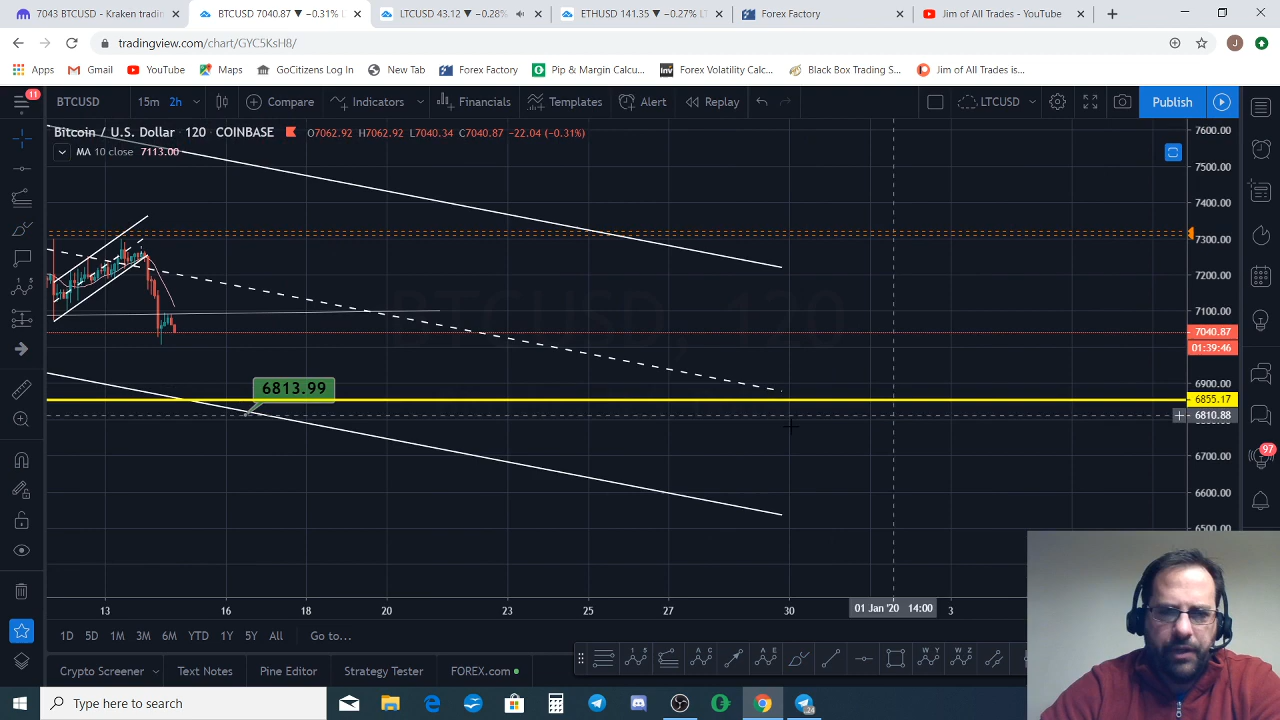 7043 BTCUSD - Kraken tradin
BTCUSD 7040.87 ▼ −0.31% L
LTCUSD 43.13 ▼ −0.28%
ETHUSD 141.35 ▼ −0.27% L
Forex Factory
Jim of All Trades - YouTube
tradingview.com/chart/GYC5KsH8/
J
Apps
Gmail
YouTube
Maps
GoCitizens Log In
New Tab
ForexFactory
Pip & Margin Calcu...
Forex Volatility Calcu...
Black Box Trading S...
Jim of All Trades is...
11
BTCUSD
15m
2h
Compare
Indicators
Financials
Templates
Alert
Replay
LTCUSD
Publish
Bitcoin / U.S. Dollar · 120 · COINBASE
O7062.92 H7062.92 L7040.34 C7040.87 −22.04 (−0.31%)
MA 10 close 7113.00
BTCUSD, 120
6813.99
7600.00
7500.00
7400.00
7300.00
7200.00
7100.00
7040.87
01:39:46
6900.00
6855.17
6810.88
6700.00
6600.00
6500.00
97
13
16
18
20
23
25
27
30
01 Jan '20 14:00
3
1D
5D
1M
3M
6M
YTD
1Y
5Y
All
Go to...
Crypto Screener
Text Notes
Pine Editor
Strategy Tester
FOREX.com
Type here to search
24